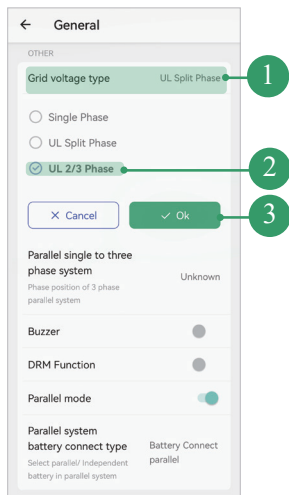 General
OTHER
Grid voltage type UL Split Phase
1
Single Phase
UL Split Phase
UL 2/3 Phase
2
Cancel
Ok
3
Parallel single to three
phase system
Unknown
Phase position of 3 phase
parallel system
Buzzer
DRM Function
Parallel mode
Parallel system
battery connect type
Battery Connect
parallel
Select parallel/ Independent
battery in parallel system